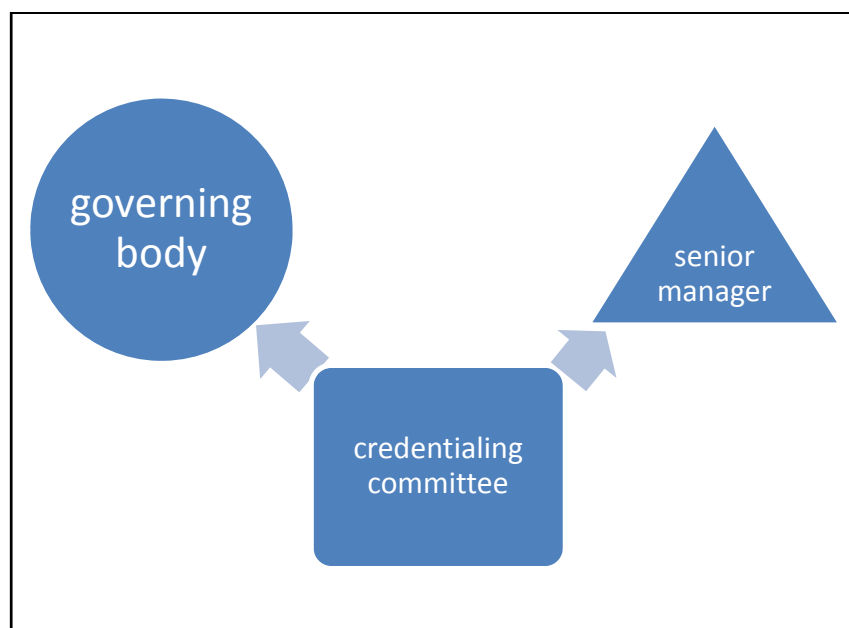 governing
body
senior
manager
credentialing
committee